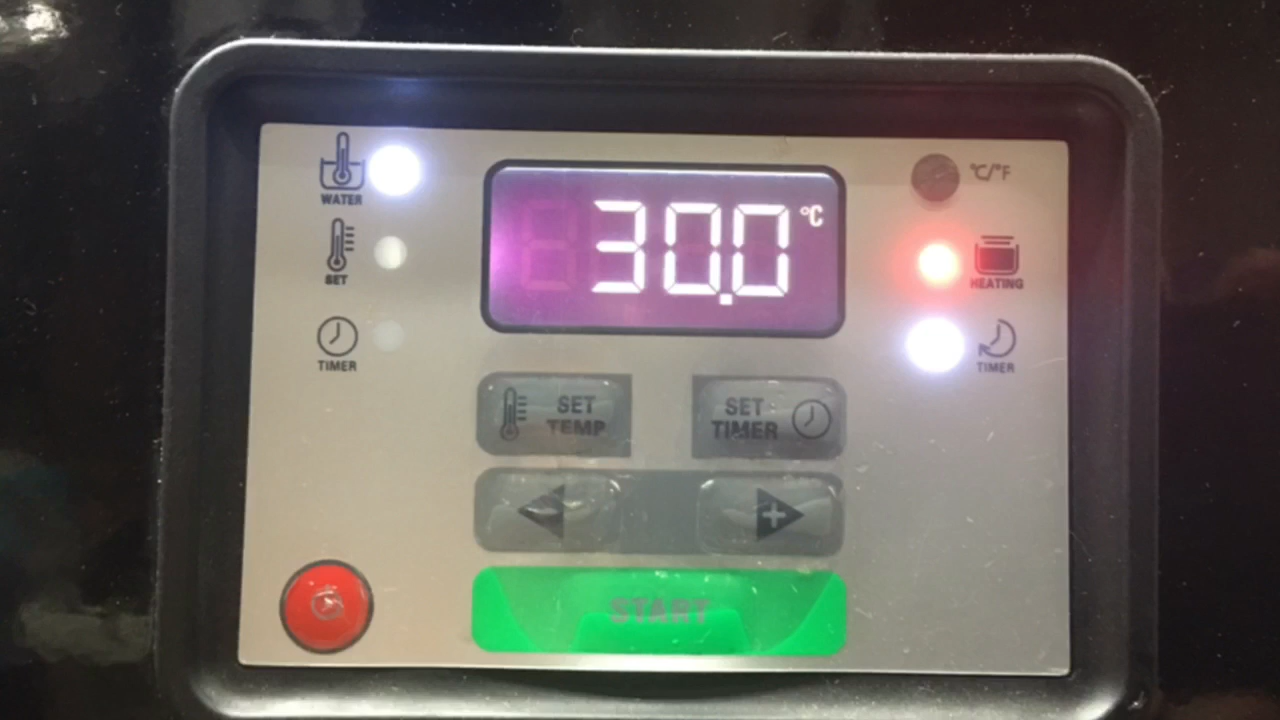 WATER
SET
TIMER
30.0 °C
°C/°F
HEATING
TIMER
SET TEMP
SET TIMER
START